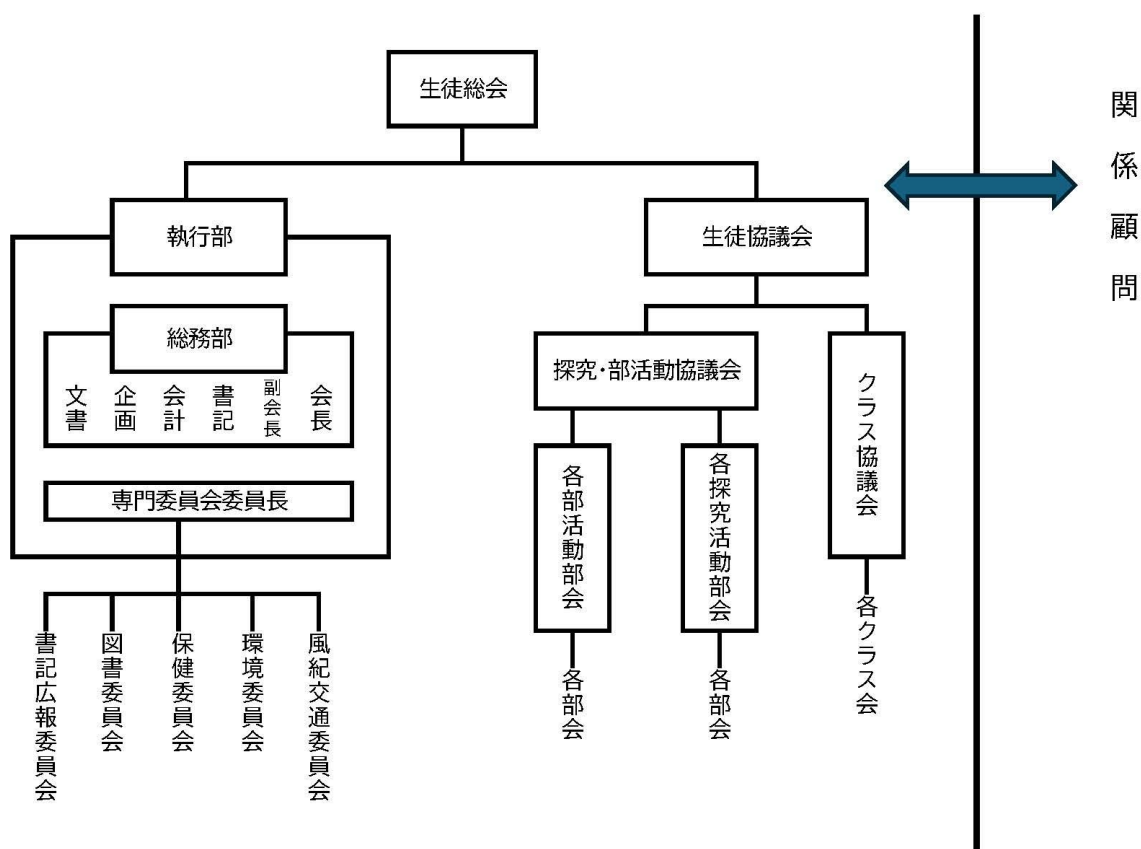 生徒総会
関係顧問
執行部
生徒協議会
総務部
探究・部活動協議会
クラス協議会
会長
副会長
書記
会計
企画
文書
各部活動部会
各探究活動部会
専門委員会委員長
各クラス会
各部会
各部会
風紀交通委員会
環境委員会
保健委員会
図書委員会
書記広報委員会